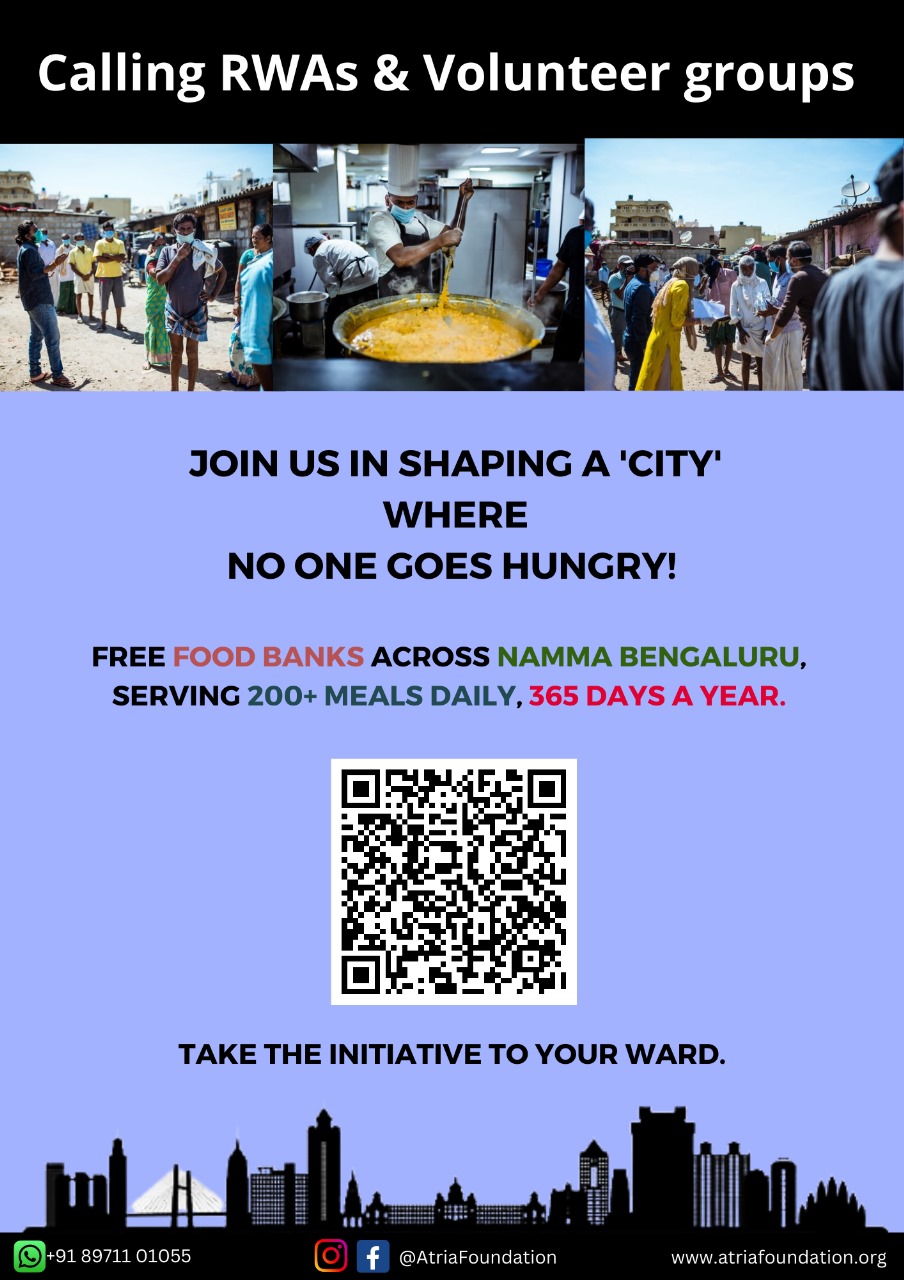 Calling RWAs & Volunteer groups
JOIN US IN SHAPING A 'CITY'
WHERE
NO ONE GOES HUNGRY!
FREE FOOD BANKS ACROSS NAMMA BENGALURU,
SERVING 200+ MEALS DAILY, 365 DAYS A YEAR.
TAKE THE INITIATIVE TO YOUR WARD.
+91 89711 01055
@AtriaFoundation
www.atriafoundation.org